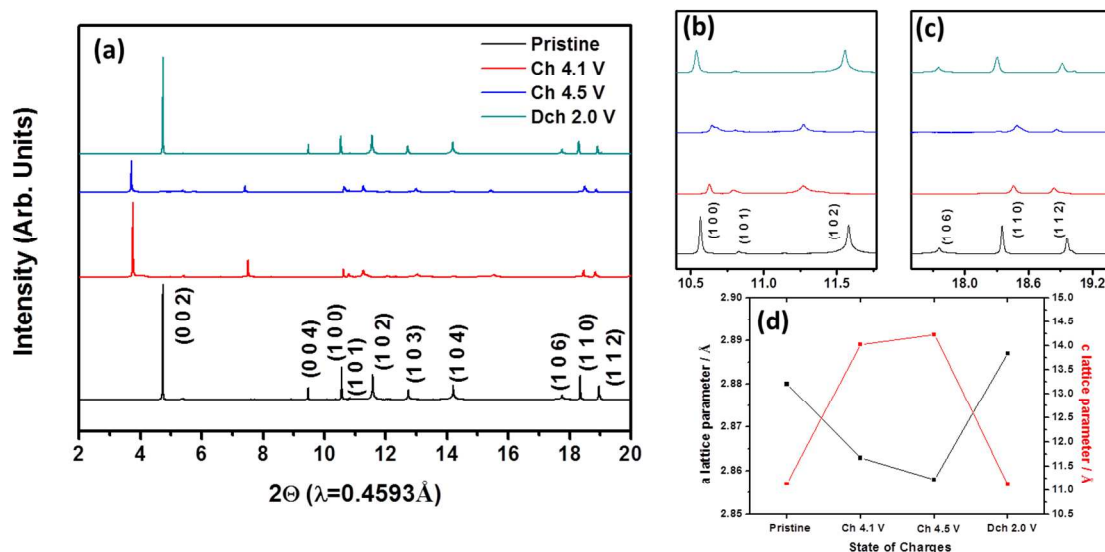 (a)
Pristine
Ch 4.1 V
Ch 4.5 V
Dch 2.0 V
Intensity (Arb. Units)
(0 0 2)
(0 0 4)
(1 0 0)
(1 0 1)
(1 0 2)
(1 0 3)
(1 0 4)
(1 0 6)
(1 1 0)
(1 1 2)
2 4 6 8 10 12 14 16 18 20
2Θ (λ=0.4593Å)
(b)
(1 0 0)
(1 0 1)
(1 0 2)
10.5 11.0 11.5
(c)
(1 0 6)
(1 1 0)
(1 1 2)
18.0 18.6 19.2
(d)
2.90
2.89
2.88
2.87
2.86
2.85
a lattice parameter / Å
15.0
14.5
14.0
13.5
13.0
12.5
12.0
11.5
11.0
10.5
c lattice parameter / Å
Pristine Ch 4.1 V Ch 4.5 V Dch 2.0 V
State of Charges